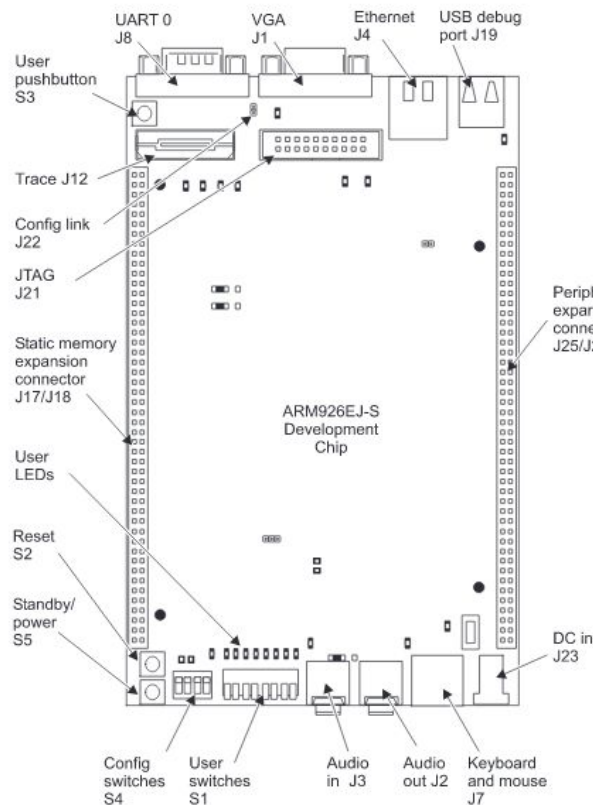 UART 0
J8
VGA
J1
Ethernet
J4
USB debug
port J19
User
pushbutton
S3
Trace J12
Config link
J22
JTAG
J21
Static memory
expansion
connector
J17/J18
ARM926EJ-S
Development
Chip
User
LEDs
Reset
S2
Standby/
power
S5
DC in
J23
Config
switches
S4
User
switches
S1
Audio
in J3
Audio
out J2
Keyboard
and mouse
J7